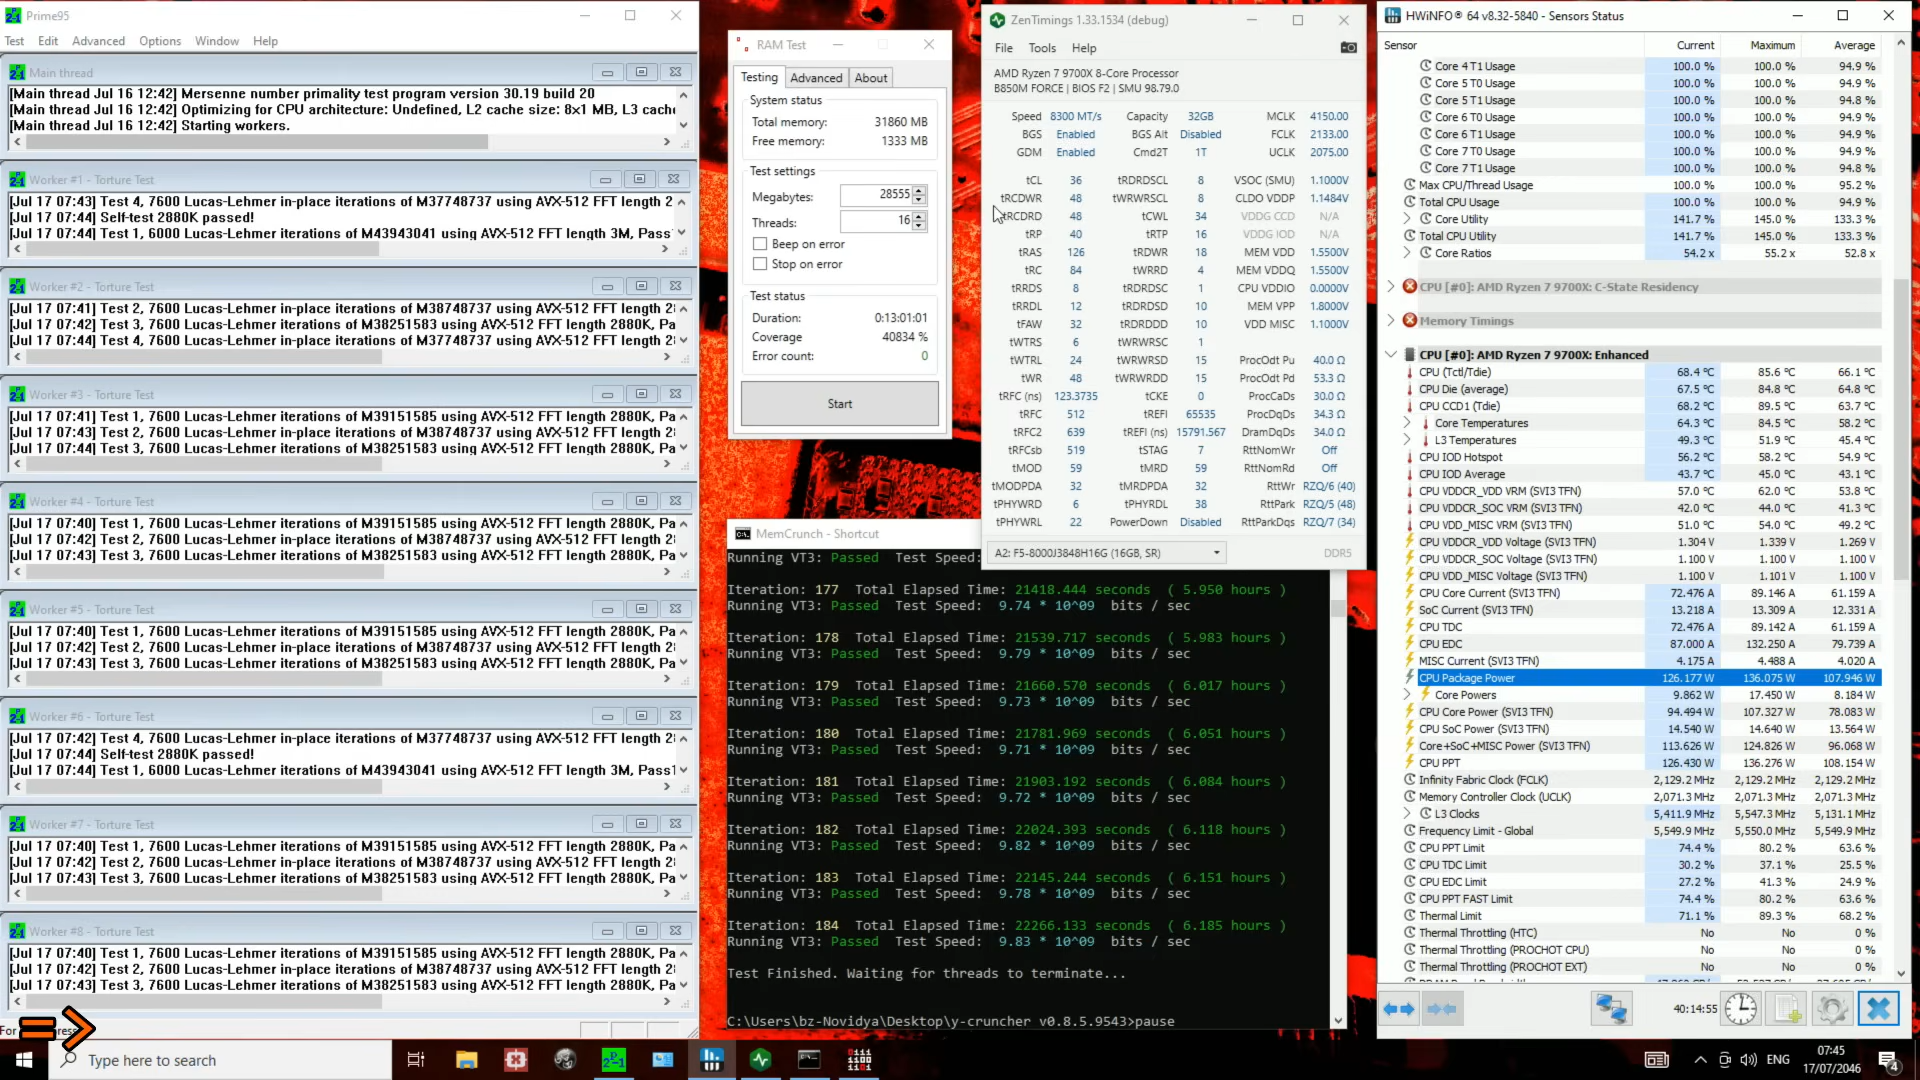 Prime95
Test Edit Advanced Options Window Help
Main thread
[Main thread Jul 16 12:42] Mersenne number primality test program version 30.19 build 20
[Main thread Jul 16 12:42] Optimizing for CPU architecture: Undefined, L2 cache size: 8x1 MB, L3 cach
[Main thread Jul 16 12:42] Starting workers.
Worker #1 - Torture Test
[Jul 17 07:43] Test 4, 7600 Lucas-Lehmer in-place iterations of M37748737 using AVX-512 FFT length 2
[Jul 17 07:44] Self-test 2880K passed!
[Jul 17 07:44] Test 1, 6000 Lucas-Lehmer iterations of M43943041 using AVX-512 FFT length 3M, Pass
Worker #2 - Torture Test
[Jul 17 07:41] Test 2, 7600 Lucas-Lehmer in-place iterations of M38748737 using AVX-512 FFT length 2
[Jul 17 07:42] Test 3, 7600 Lucas-Lehmer iterations of M38251583 using AVX-512 FFT length 2880K, Pa
[Jul 17 07:44] Test 4, 7600 Lucas-Lehmer in-place iterations of M37748737 using AVX-512 FFT length 2
Worker #3 - Torture Test
[Jul 17 07:41] Test 1, 7600 Lucas-Lehmer iterations of M39151585 using AVX-512 FFT length 2880K, Pa
[Jul 17 07:43] Test 2, 7600 Lucas-Lehmer in-place iterations of M38748737 using AVX-512 FFT length 2
[Jul 17 07:44] Test 3, 7600 Lucas-Lehmer iterations of M38251583 using AVX-512 FFT length 2880K, Pa
Worker #4 - Torture Test
[Jul 17 07:40] Test 1, 7600 Lucas-Lehmer iterations of M39151585 using AVX-512 FFT length 2880K, Pa
[Jul 17 07:42] Test 2, 7600 Lucas-Lehmer in-place iterations of M38748737 using AVX-512 FFT length 2
[Jul 17 07:43] Test 3, 7600 Lucas-Lehmer iterations of M38251583 using AVX-512 FFT length 2880K, Pa
Worker #5 - Torture Test
[Jul 17 07:40] Test 1, 7600 Lucas-Lehmer iterations of M39151585 using AVX-512 FFT length 2880K, Pa
[Jul 17 07:42] Test 2, 7600 Lucas-Lehmer in-place iterations of M38748737 using AVX-512 FFT length 2
[Jul 17 07:43] Test 3, 7600 Lucas-Lehmer iterations of M38251583 using AVX-512 FFT length 2880K, Pa
Worker #6 - Torture Test
[Jul 17 07:42] Test 4, 7600 Lucas-Lehmer in-place iterations of M37748737 using AVX-512 FFT length 2
[Jul 17 07:44] Self-test 2880K passed!
[Jul 17 07:44] Test 1, 6000 Lucas-Lehmer iterations of M43943041 using AVX-512 FFT length 3M, Pass1
Worker #7 - Torture Test
[Jul 17 07:40] Test 1, 7600 Lucas-Lehmer iterations of M39151585 using AVX-512 FFT length 2880K, Pa
[Jul 17 07:42] Test 2, 7600 Lucas-Lehmer in-place iterations of M38748737 using AVX-512 FFT length 2
[Jul 17 07:43] Test 3, 7600 Lucas-Lehmer iterations of M38251583 using AVX-512 FFT length 2880K, Pa
Worker #8 - Torture Test
[Jul 17 07:40] Test 1, 7600 Lucas-Lehmer iterations of M39151585 using AVX-512 FFT length 2880K, Pa
[Jul 17 07:42] Test 2, 7600 Lucas-Lehmer in-place iterations of M38748737 using AVX-512 FFT length 2
[Jul 17 07:43] Test 3, 7600 Lucas-Lehmer iterations of M38251583 using AVX-512 FFT length 2880K, Pa
RAM Test
Testing Advanced About
System status
Total memory: 31860 MB
Free memory: 1333 MB
Test settings
Megabytes: 28555
Threads: 16
Beep on error
Stop on error
Test status
Duration: 0:13:01:01
Coverage 40834 %
Error count: 0
Start
ZenTimings 1.33.1534 (debug)
File Tools Help
AMD Ryzen 7 9700X 8-Core Processor
B850M FORCE | BIOS F2 | SMU 98.79.0
Speed 8300 MT/s Capacity 32GB MCLK 4150.00
BGS Enabled BGS Alt Disabled FCLK 2133.00
GDM Enabled Cmd2T 1T UCLK 2075.00
tCL 36 tRDRDSCL 8 VSOC (SMU) 1.1000V
tRCDWR 48 tWRWRSCL 8 CLDO VDDP 1.1484V
tRCDRD 48 tCWL 34 VDDG CCD N/A
tRP 40 tRTP 16 VDDG IOD N/A
tRAS 126 tRDWR 18 MEM VDD 1.5500V
tRC 84 tWRRD 4 MEM VDDQ 1.5500V
tRRDS 8 tRDRDSC 1 CPU VDDIO 0.0000V
tRRDL 12 tRDRDSD 10 MEM VPP 1.8000V
tFAW 32 tRDRDDD 10 VDD MISC 1.1000V
tWTRS 6 tWRWRSC 1
tWTRL 24 tWRWRSD 15 ProcOdt Pu 40.0 Ω
tWR 48 tWRWRDD 15 ProcOdt Pd 53.3 Ω
tRFC (ns) 123.3735 tCKE 0 ProcCaDs 30.0 Ω
tRFC 512 tREFI 65535 ProcDqDs 34.3 Ω
tRFC2 639 tREFI (ns) 15791.567 DramDqDs 34.0 Ω
tRFCsb 519 tSTAG 7 RttNomWr Off
tMOD 59 tMRD 59 RttNomRd Off
tMODPDA 32 tMRDPDA 32 RttWr RZQ/6 (40)
tPHYWRD 6 tPHYRDL 38 RttPark RZQ/5 (48)
tPHYWRL 22 PowerDown Disabled RttParkDqs RZQ/7 (34)
A2: F5-8000J3848H16G (16GB, SR) DDR5
MemCrunch - Shortcut
Running VT3: Passed Test Speed:
Iteration: 177 Total Elapsed Time: 21418.444 seconds ( 5.950 hours )
Running VT3: Passed Test Speed: 9.74 * 10^09 bits / sec
Iteration: 178 Total Elapsed Time: 21539.717 seconds ( 5.983 hours )
Running VT3: Passed Test Speed: 9.79 * 10^09 bits / sec
Iteration: 179 Total Elapsed Time: 21660.570 seconds ( 6.017 hours )
Running VT3: Passed Test Speed: 9.73 * 10^09 bits / sec
Iteration: 180 Total Elapsed Time: 21781.969 seconds ( 6.051 hours )
Running VT3: Passed Test Speed: 9.71 * 10^09 bits / sec
Iteration: 181 Total Elapsed Time: 21903.192 seconds ( 6.084 hours )
Running VT3: Passed Test Speed: 9.72 * 10^09 bits / sec
Iteration: 182 Total Elapsed Time: 22024.393 seconds ( 6.118 hours )
Running VT3: Passed Test Speed: 9.82 * 10^09 bits / sec
Iteration: 183 Total Elapsed Time: 22145.244 seconds ( 6.151 hours )
Running VT3: Passed Test Speed: 9.78 * 10^09 bits / sec
Iteration: 184 Total Elapsed Time: 22266.133 seconds ( 6.185 hours )
Running VT3: Passed Test Speed: 9.83 * 10^09 bits / sec
Test Finished. Waiting for threads to terminate...
C:\Users\bz-Novidya\Desktop\y-cruncher v0.8.5.9543>pause
HWiNFO® 64 v8.32-5840 - Sensors Status
Sensor Current Maximum Average
Core 4 T1 Usage 100.0 % 100.0 % 94.9 %
Core 5 T0 Usage 100.0 % 100.0 % 94.9 %
Core 5 T1 Usage 100.0 % 100.0 % 94.8 %
Core 6 T0 Usage 100.0 % 100.0 % 94.9 %
Core 6 T1 Usage 100.0 % 100.0 % 94.9 %
Core 7 T0 Usage 100.0 % 100.0 % 94.9 %
Core 7 T1 Usage 100.0 % 100.0 % 94.8 %
Max CPU/Thread Usage 100.0 % 100.0 % 95.2 %
Total CPU Usage 100.0 % 100.0 % 94.9 %
Core Utility 141.7 % 145.0 % 133.3 %
Total CPU Utility 141.7 % 145.0 % 133.3 %
Core Ratios 54.2 x 55.2 x 52.8 x
CPU [#0]: AMD Ryzen 7 9700X: C-State Residency
Memory Timings
CPU [#0]: AMD Ryzen 7 9700X: Enhanced
CPU (Tctl/Tdie) 68.4 °C 85.6 °C 66.1 °C
CPU Die (average) 67.5 °C 84.8 °C 64.8 °C
CPU CCD1 (Tdie) 68.2 °C 89.5 °C 63.7 °C
Core Temperatures 64.3 °C 84.5 °C 58.2 °C
L3 Temperatures 49.3 °C 51.9 °C 45.4 °C
CPU IOD Hotspot 56.2 °C 58.2 °C 54.9 °C
CPU IOD Average 43.7 °C 45.0 °C 43.1 °C
CPU VDDCR_VDD VRM (SVI3 TFN) 57.0 °C 62.0 °C 53.8 °C
CPU VDDCR_SOC VRM (SVI3 TFN) 42.0 °C 44.0 °C 41.3 °C
CPU VDD_MISC VRM (SVI3 TFN) 51.0 °C 54.0 °C 49.2 °C
CPU VDDCR_VDD Voltage (SVI3 TFN) 1.304 V 1.339 V 1.269 V
CPU VDDCR_SOC Voltage (SVI3 TFN) 1.100 V 1.100 V 1.100 V
CPU VDD_MISC Voltage (SVI3 TFN) 1.100 V 1.101 V 1.100 V
CPU Core Current (SVI3 TFN) 72.476 A 89.146 A 61.159 A
SoC Current (SVI3 TFN) 13.218 A 13.309 A 12.331 A
CPU TDC 72.476 A 89.142 A 61.159 A
CPU EDC 87.000 A 132.250 A 79.739 A
MISC Current (SVI3 TFN) 4.175 A 4.488 A 4.020 A
CPU Package Power 126.177 W 136.075 W 107.946 W
Core Powers 9.862 W 17.450 W 8.184 W
CPU Core Power (SVI3 TFN) 94.494 W 107.327 W 78.083 W
CPU SoC Power (SVI3 TFN) 14.540 W 14.640 W 13.564 W
Core+SoC+MISC Power (SVI3 TFN) 113.626 W 124.826 W 96.068 W
CPU PPT 126.430 W 136.276 W 108.154 W
Infinity Fabric Clock (FCLK) 2,129.2 MHz 2,129.2 MHz 2,129.2 MHz
Memory Controller Clock (UCLK) 2,071.3 MHz 2,071.3 MHz 2,071.3 MHz
L3 Clocks 5,411.9 MHz 5,547.3 MHz 5,131.1 MHz
Frequency Limit - Global 5,549.9 MHz 5,550.0 MHz 5,549.9 MHz
CPU PPT Limit 74.4 % 80.2 % 63.6 %
CPU TDC Limit 30.2 % 37.1 % 25.5 %
CPU EDC Limit 27.2 % 41.3 % 24.9 %
CPU PPT FAST Limit 74.4 % 80.2 % 63.6 %
Thermal Limit 71.1 % 89.3 % 68.2 %
Thermal Throttling (HTC) No No 0 %
Thermal Throttling (PROCHOT CPU) No No 0 %
Thermal Throttling (PROCHOT EXT) No No 0 %
40:14:55
Type here to search
ENG
07:45
17/07/2046
4